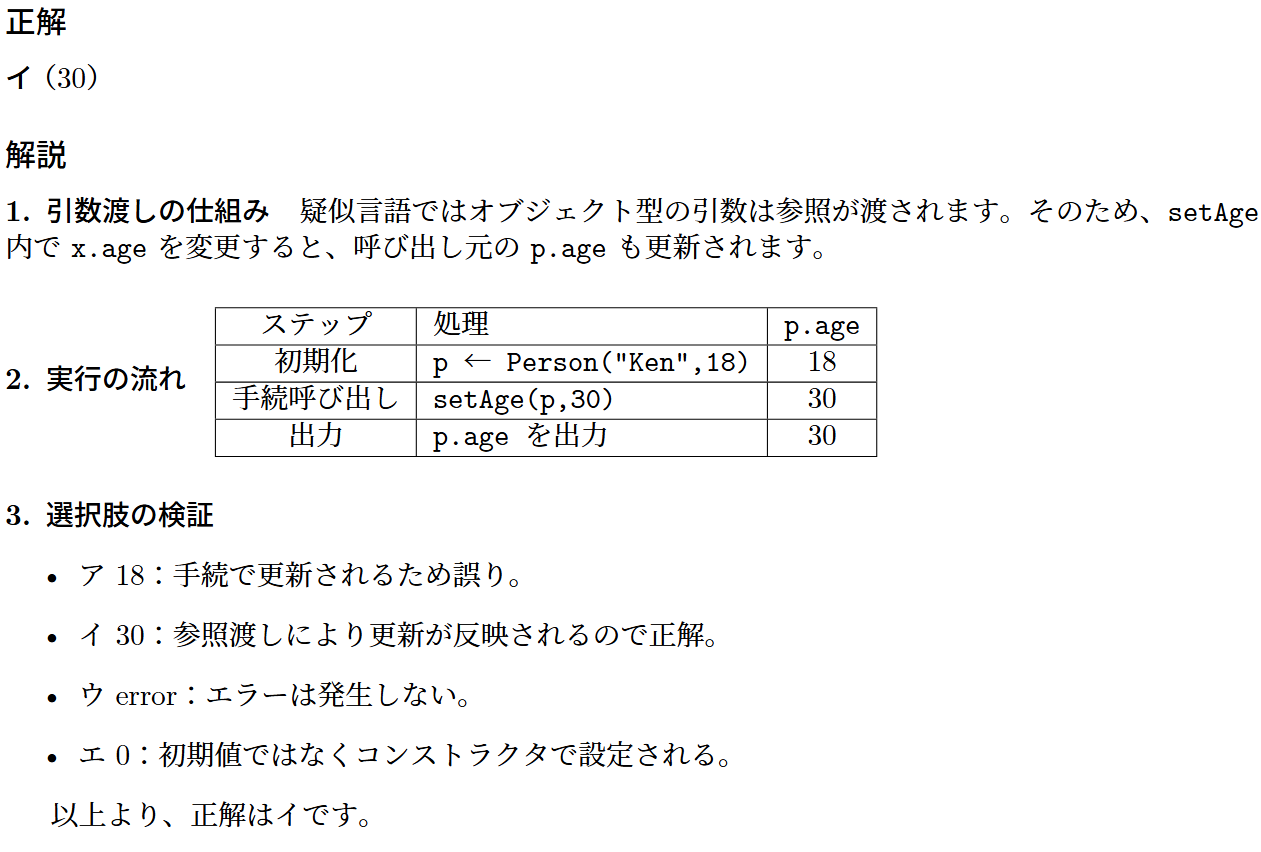 正解
イ（30）
解説
1. 引数渡しの仕組み　疑似言語ではオブジェクト型の引数は参照が渡されます。そのため、setAge
内で x.age を変更すると、呼び出し元の p.age も更新されます。
2. 実行の流れ
ステップ 処理 p.age
初期化 p ← Person("Ken",18) 18
手続呼び出し setAge(p,30) 30
出力 p.age を出力 30
3. 選択肢の検証
• ア 18：手続で更新されるため誤り。
• イ 30：参照渡しにより更新が反映されるので正解。
• ウ error：エラーは発生しない。
• エ 0：初期値ではなくコンストラクタで設定される。
以上より、正解はイです。